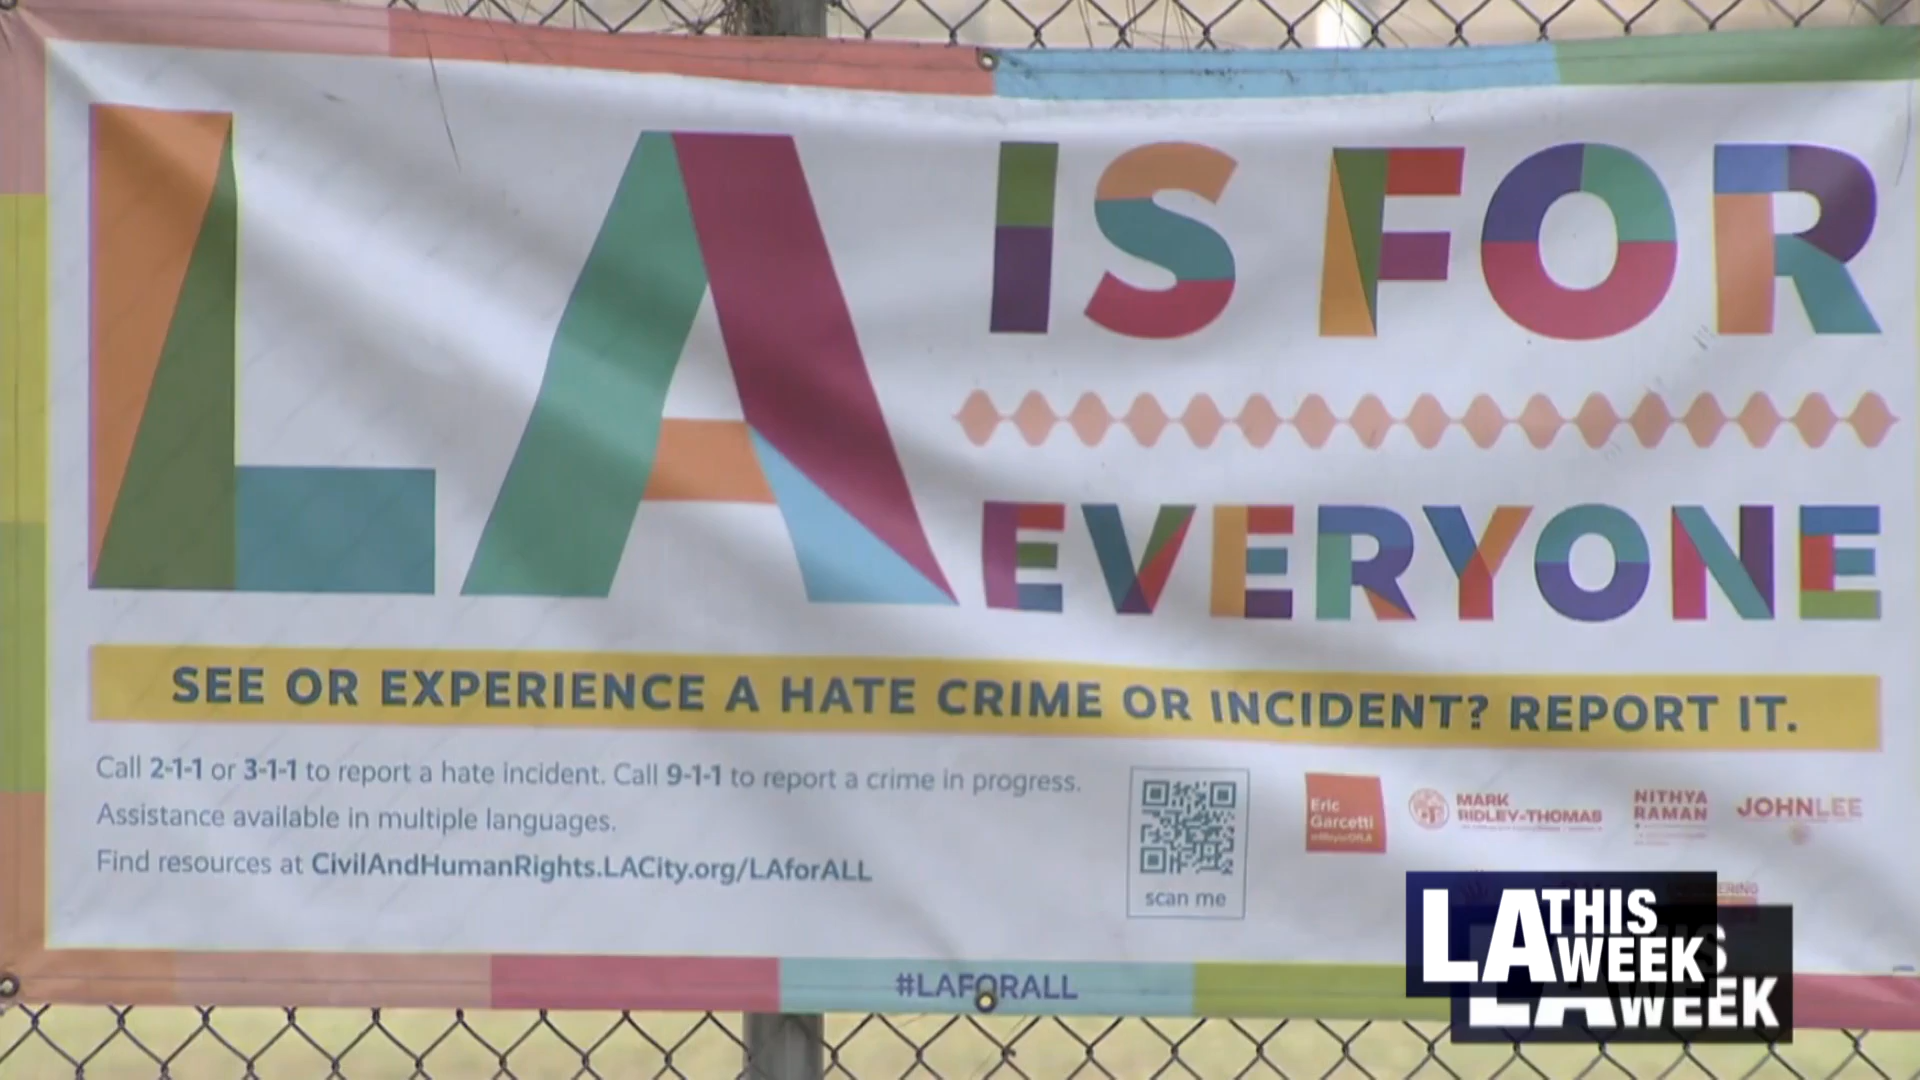 LA IS FOR
EVERYONE
SEE OR EXPERIENCE A HATE CRIME OR INCIDENT? REPORT IT.
Call 2-1-1 or 3-1-1 to report a hate incident. Call 9-1-1 to report a crime in progress.
Assistance available in multiple languages.
Find resources at CivilAndHumanRights.LACity.org/LAforALL
scan me
Eric
Garcetti
MARK
RIDLEY-THOMAS
NITHYA
RAMAN
JOHNLEE
#LAFORALL
LA THIS
WEEK
LA
WEEK